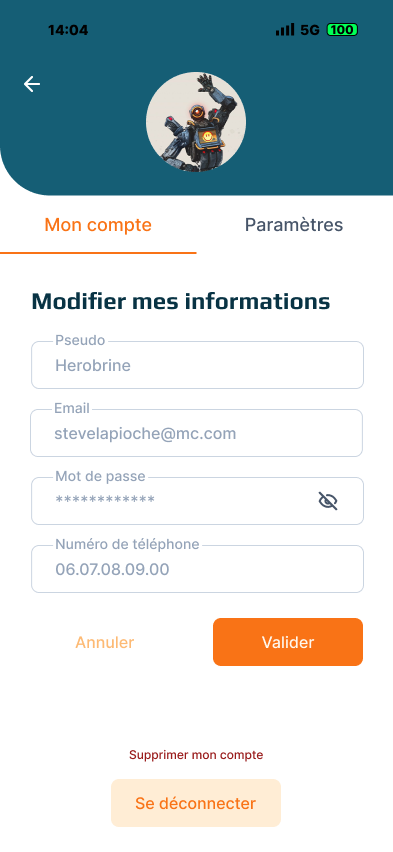 14:04 5G 100
Mon compte Paramètres
Modifier mes informations
Pseudo
Herobrine
Email
stevelapioche@mc.com
Mot de passe
************
Numéro de téléphone
06.07.08.09.00
Annuler Valider
Supprimer mon compte
Se déconnecter